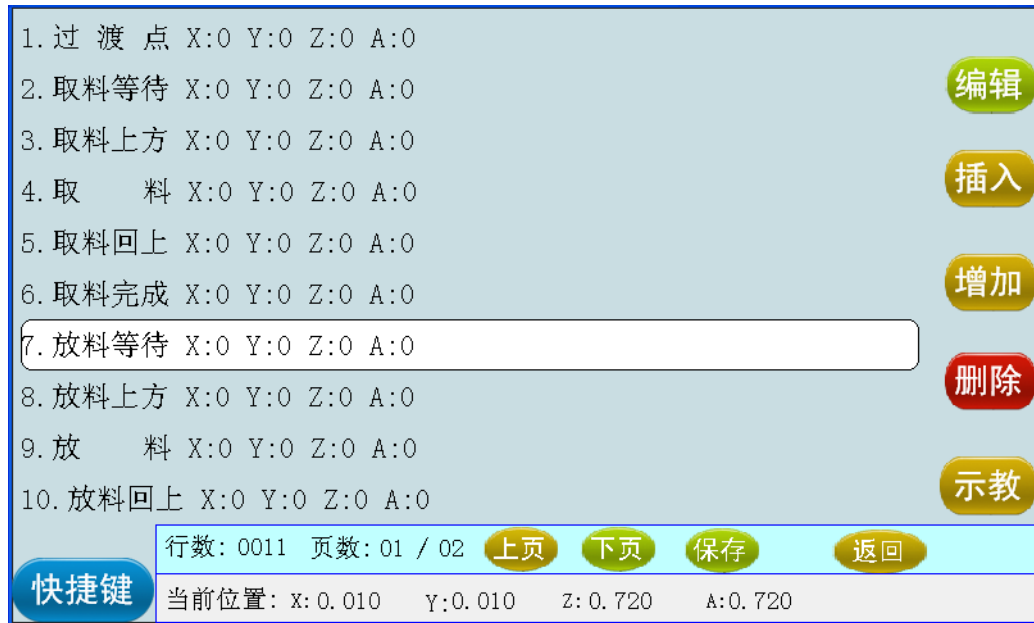 1.过 渡 点 X:0 Y:0 Z:0 A:0
2.取料等待 X:0 Y:0 Z:0 A:0
3.取料上方 X:0 Y:0 Z:0 A:0
4.取 料 X:0 Y:0 Z:0 A:0
5.取料回上 X:0 Y:0 Z:0 A:0
6.取料完成 X:0 Y:0 Z:0 A:0
7.放料等待 X:0 Y:0 Z:0 A:0
8.放料上方 X:0 Y:0 Z:0 A:0
9.放 料 X:0 Y:0 Z:0 A:0
10.放料回上 X:0 Y:0 Z:0 A:0
编辑
插入
增加
删除
示教
行数: 0011 页数: 01 / 02 上页 下页 保存 返回
快捷键
当前位置: X: 0.010 Y:0.010 Z: 0.720 A:0.720